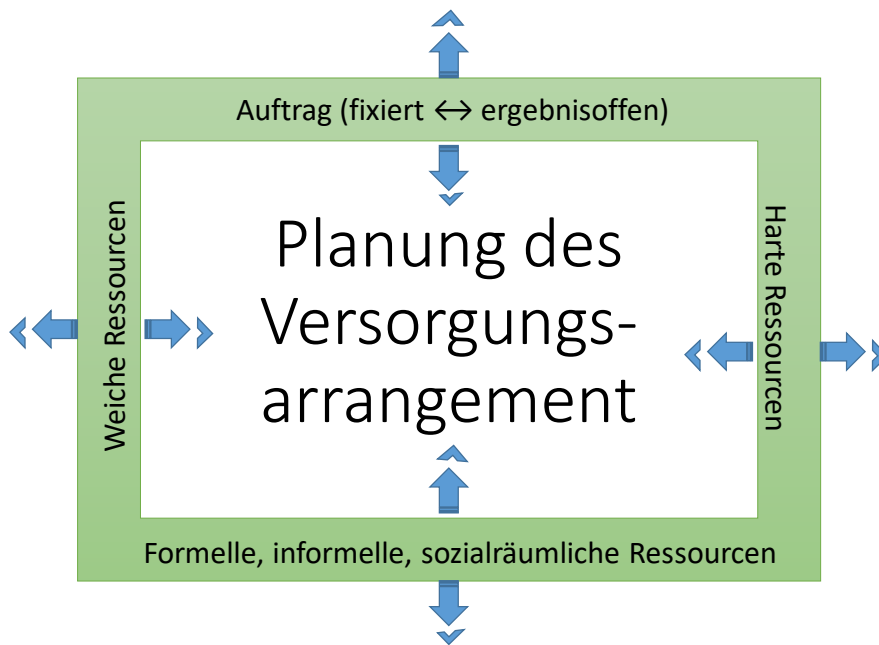 Auftrag (fixiert ↔ ergebnisoffen)
Weiche Ressourcen
Planung des
Versorgungs-
arrangement
Harte Ressourcen
Formelle, informelle, sozialräumliche Ressourcen